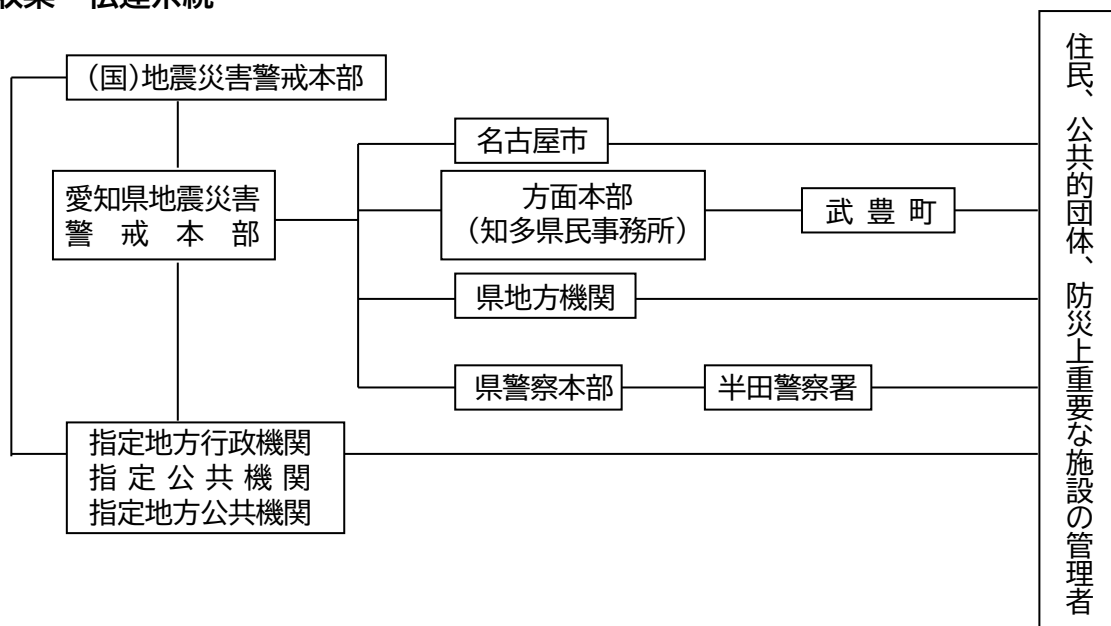 伝達系統
(国)地震災害警戒本部
名古屋市
愛知県地震災害
警戒本部
方面本部
(知多県民事務所)
武豊町
県地方機関
県警察本部
半田警察署
指定地方行政機関
指定公共機関
指定地方公共機関
住民、公共的団体、防災上重要な施設の管理者